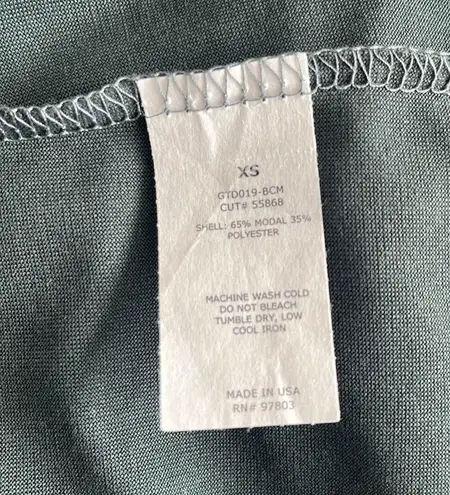 XS
GTD019-BCM
CUT# 55868
SHELL: 65% MODAL 35%
POLYESTER
MACHINE WASH COLD
DO NOT BLEACH
TUMBLE DRY, LOW
COOL IRON
MADE IN USA
RN# 97803